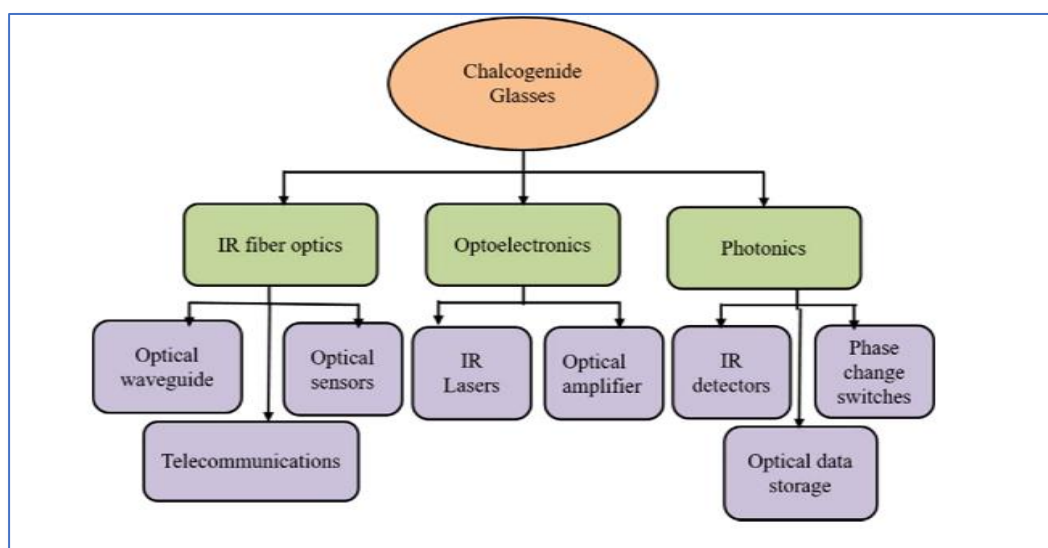 Chalcogenide
Glasses
IR fiber optics
Optoelectronics
Photonics
Optical
waveguide
Optical
sensors
IR
Lasers
Optical
amplifier
IR
detectors
Phase
change
switches
Telecommunications
Optical data
storage